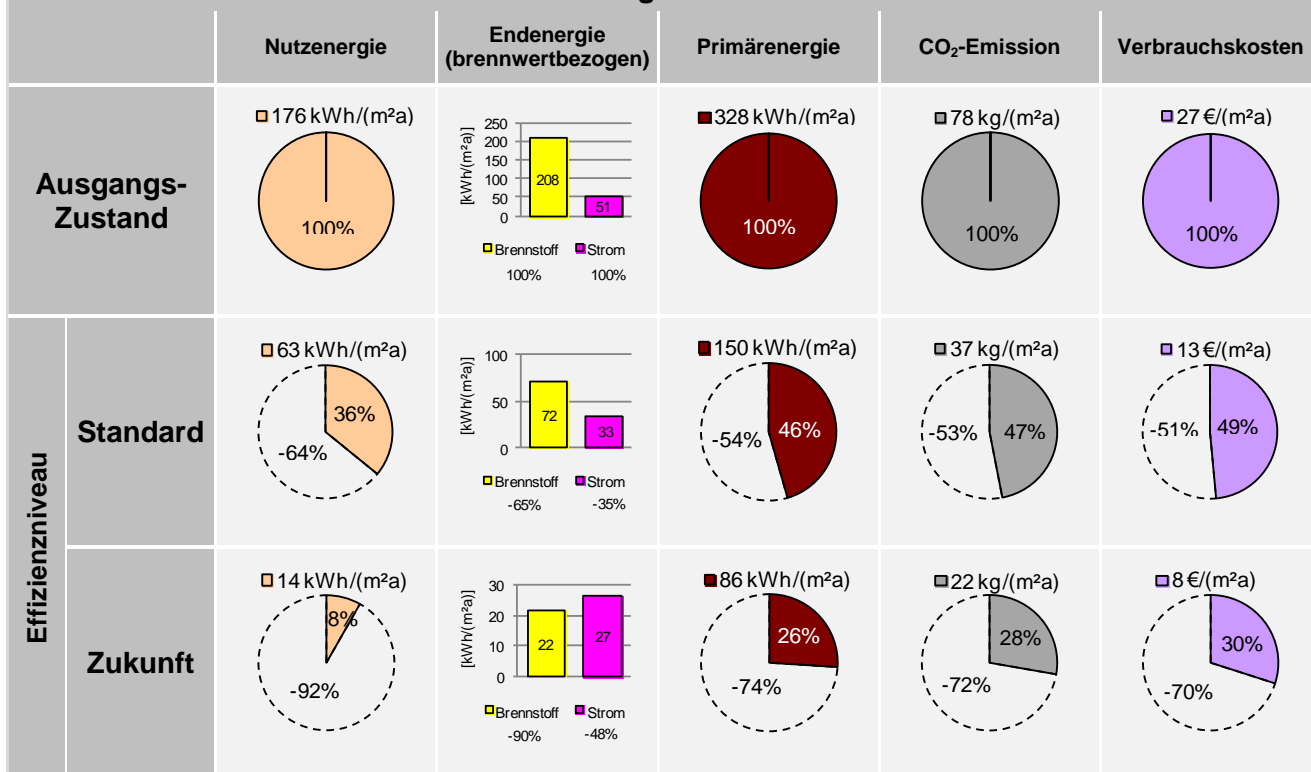 Nutzenergie
Endenergie
(brennwertbezogen)
Primärenergie
CO₂-Emission
Verbrauchskosten
Ausgangs-
Zustand
176 kWh/(m²a)
100%
[kWh/(m²a)]
250
200
150
100
50
0
208
51
Brennstoff Strom
100% 100%
328 kWh/(m²a)
100%
78 kg/(m²a)
100%
27 €/(m²a)
100%
Effizienzniveau
Standard
63 kWh/(m²a)
36%
-64%
[kWh/(m²a)]
100
50
0
72
33
Brennstoff Strom
-65% -35%
150 kWh/(m²a)
46%
-54%
37 kg/(m²a)
47%
-53%
13 €/(m²a)
49%
-51%
Zukunft
14 kWh/(m²a)
8%
-92%
[kWh/(m²a)]
30
20
10
0
22
27
Brennstoff Strom
-90% -48%
86 kWh/(m²a)
26%
-74%
22 kg/(m²a)
28%
-72%
8 €/(m²a)
30%
-70%